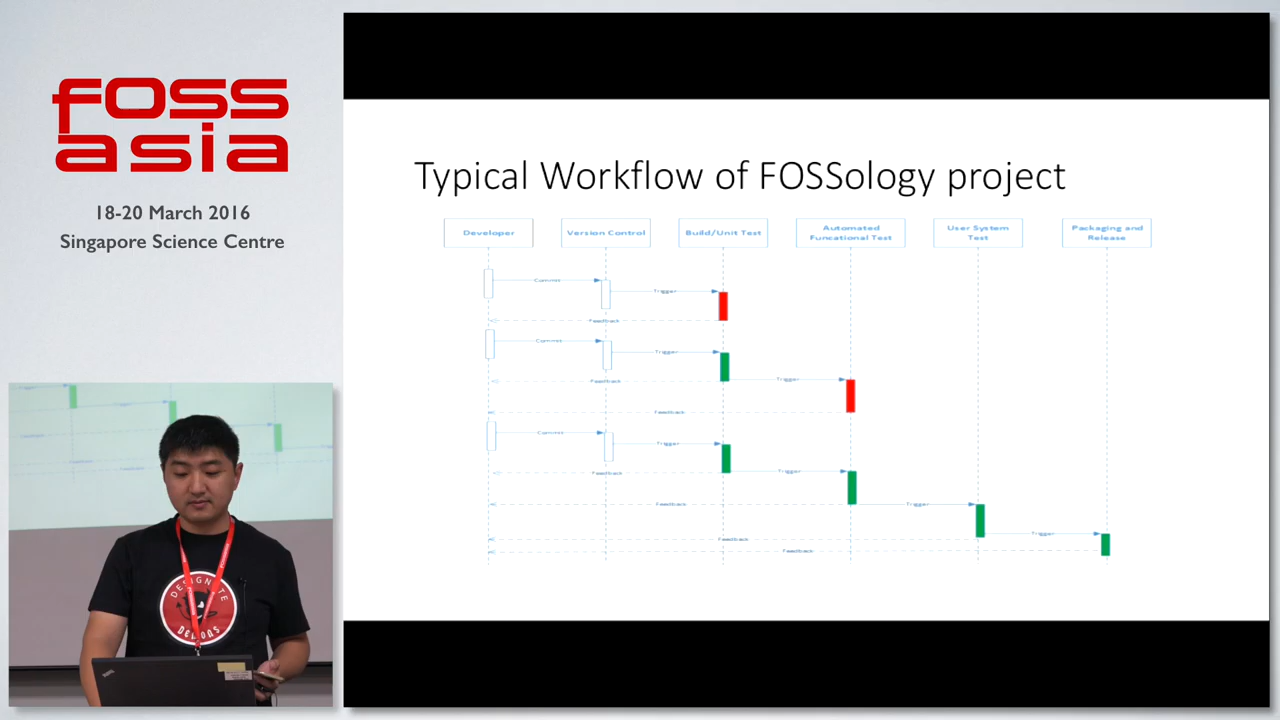 foss
asia
18-20 March 2016
Singapore Science Centre
Typical Workflow of FOSSology project
Developer
Version Control
Build/Unit Test
Automated
Funcational Test
User System
Test
Packaging and
Release
Commit
Trigger
Feedback
Commit
Trigger
Feedback
Trigger
Feedback
Commit
Trigger
Feedback
Trigger
Feedback
Trigger
Feedback
Trigger
Feedback
DESIGNATE